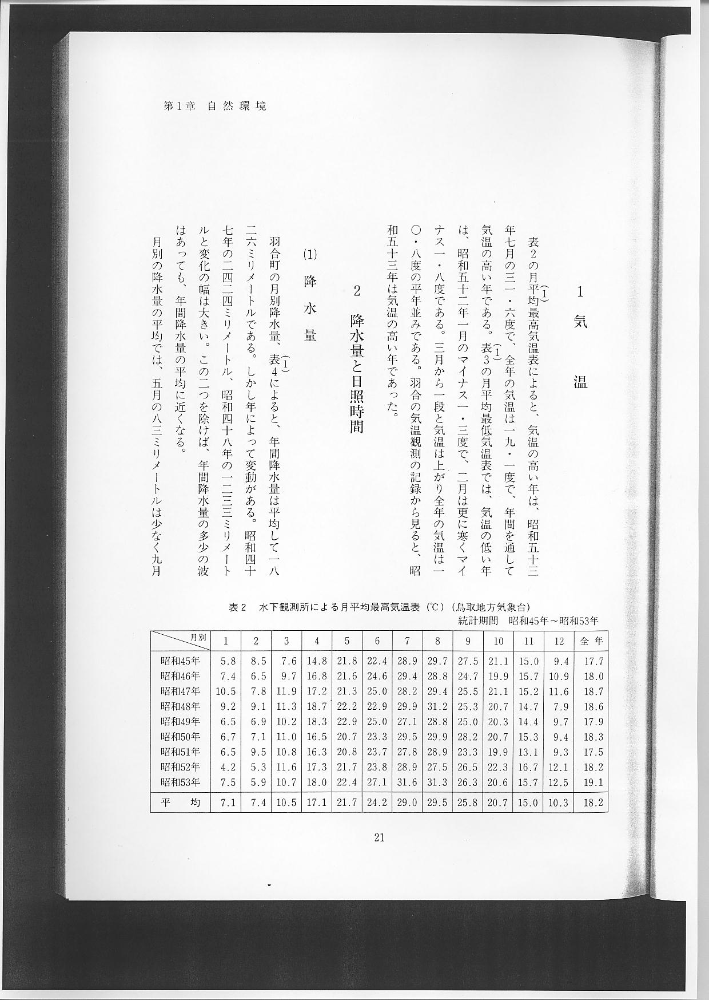 第1章　自然環境
1　気　温
表2の月平均最高気温表によると、気温の高い年は、昭和五十三
(1)
年七月の三一・六度で、全年の気温は一九・一度で、年間を通して
気温の高い年である。表3の月平均最低気温表では、気温の低い年
(1)
は、昭和五十二年一月のマイナス一・三度で、二月は更に寒くマイ
ナス一・八度である。三月から一段と気温は上がり全年の気温は一
〇・八度の平年並みである。羽合の気温観測の記録から見ると、昭
和五十三年は気温の高い年であった。
2　降水量と日照時間
(1)　降水量
羽合町の月別降水量、表4によると、年間降水量は平均して一八
(1)
二六ミリメートルである。しかし年によって変動がある。昭和四十
七年の二四二四ミリメートル、昭和四十八年の一二三三ミリメート
ルと変化の幅は大きい。この二つを除けば、年間降水量の多少の波
はあっても、年間降水量の平均に近くなる。
月別の降水量の平均では、五月の八三ミリメートルは少なく九月
表2　水下観測所による月平均最高気温表（℃）（鳥取地方気象台）
統計期間　昭和45年～昭和53年
月別 1 2 3 4 5 6 7 8 9 10 11 12 全年
昭和45年 5.8 8.5 7.6 14.8 21.8 22.4 28.9 29.7 27.5 21.1 15.0 9.4 17.7
昭和46年 7.4 6.5 9.7 16.8 21.6 24.6 29.4 28.8 24.7 19.9 15.7 10.9 18.0
昭和47年 10.5 7.8 11.9 17.2 21.3 25.0 28.2 29.4 25.5 21.1 15.2 11.6 18.7
昭和48年 9.2 9.1 11.3 18.7 22.2 22.9 29.9 31.2 25.3 20.7 14.7 7.9 18.6
昭和49年 6.5 6.9 10.2 18.3 22.9 25.0 27.1 28.8 25.0 20.3 14.4 9.7 17.9
昭和50年 6.7 7.1 11.0 16.5 20.7 23.3 29.5 29.9 28.2 20.7 15.3 9.4 18.3
昭和51年 6.5 9.5 10.8 16.3 20.8 23.7 27.8 28.9 23.3 19.9 13.1 9.3 17.5
昭和52年 4.2 5.3 11.6 17.3 21.7 23.8 28.9 27.5 26.5 22.3 16.7 12.1 18.2
昭和53年 7.5 5.9 10.7 18.0 22.4 27.1 31.6 31.3 26.3 20.6 15.7 12.5 19.1
平均 7.1 7.4 10.5 17.1 21.7 24.2 29.0 29.5 25.8 20.7 15.0 10.3 18.2
21